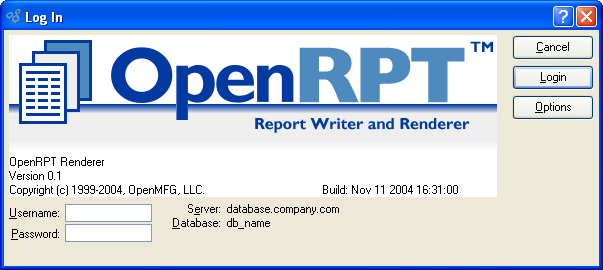 Log In
OpenRPT™
Report Writer and Renderer
OpenRPT Renderer
Version 0.1
Copyright (c) 1999-2004, OpenMFG, LLC. Build: Nov 11 2004 16:31:00
Cancel
Login
Options
Username:
Password:
Server: database.company.com
Database: db_name